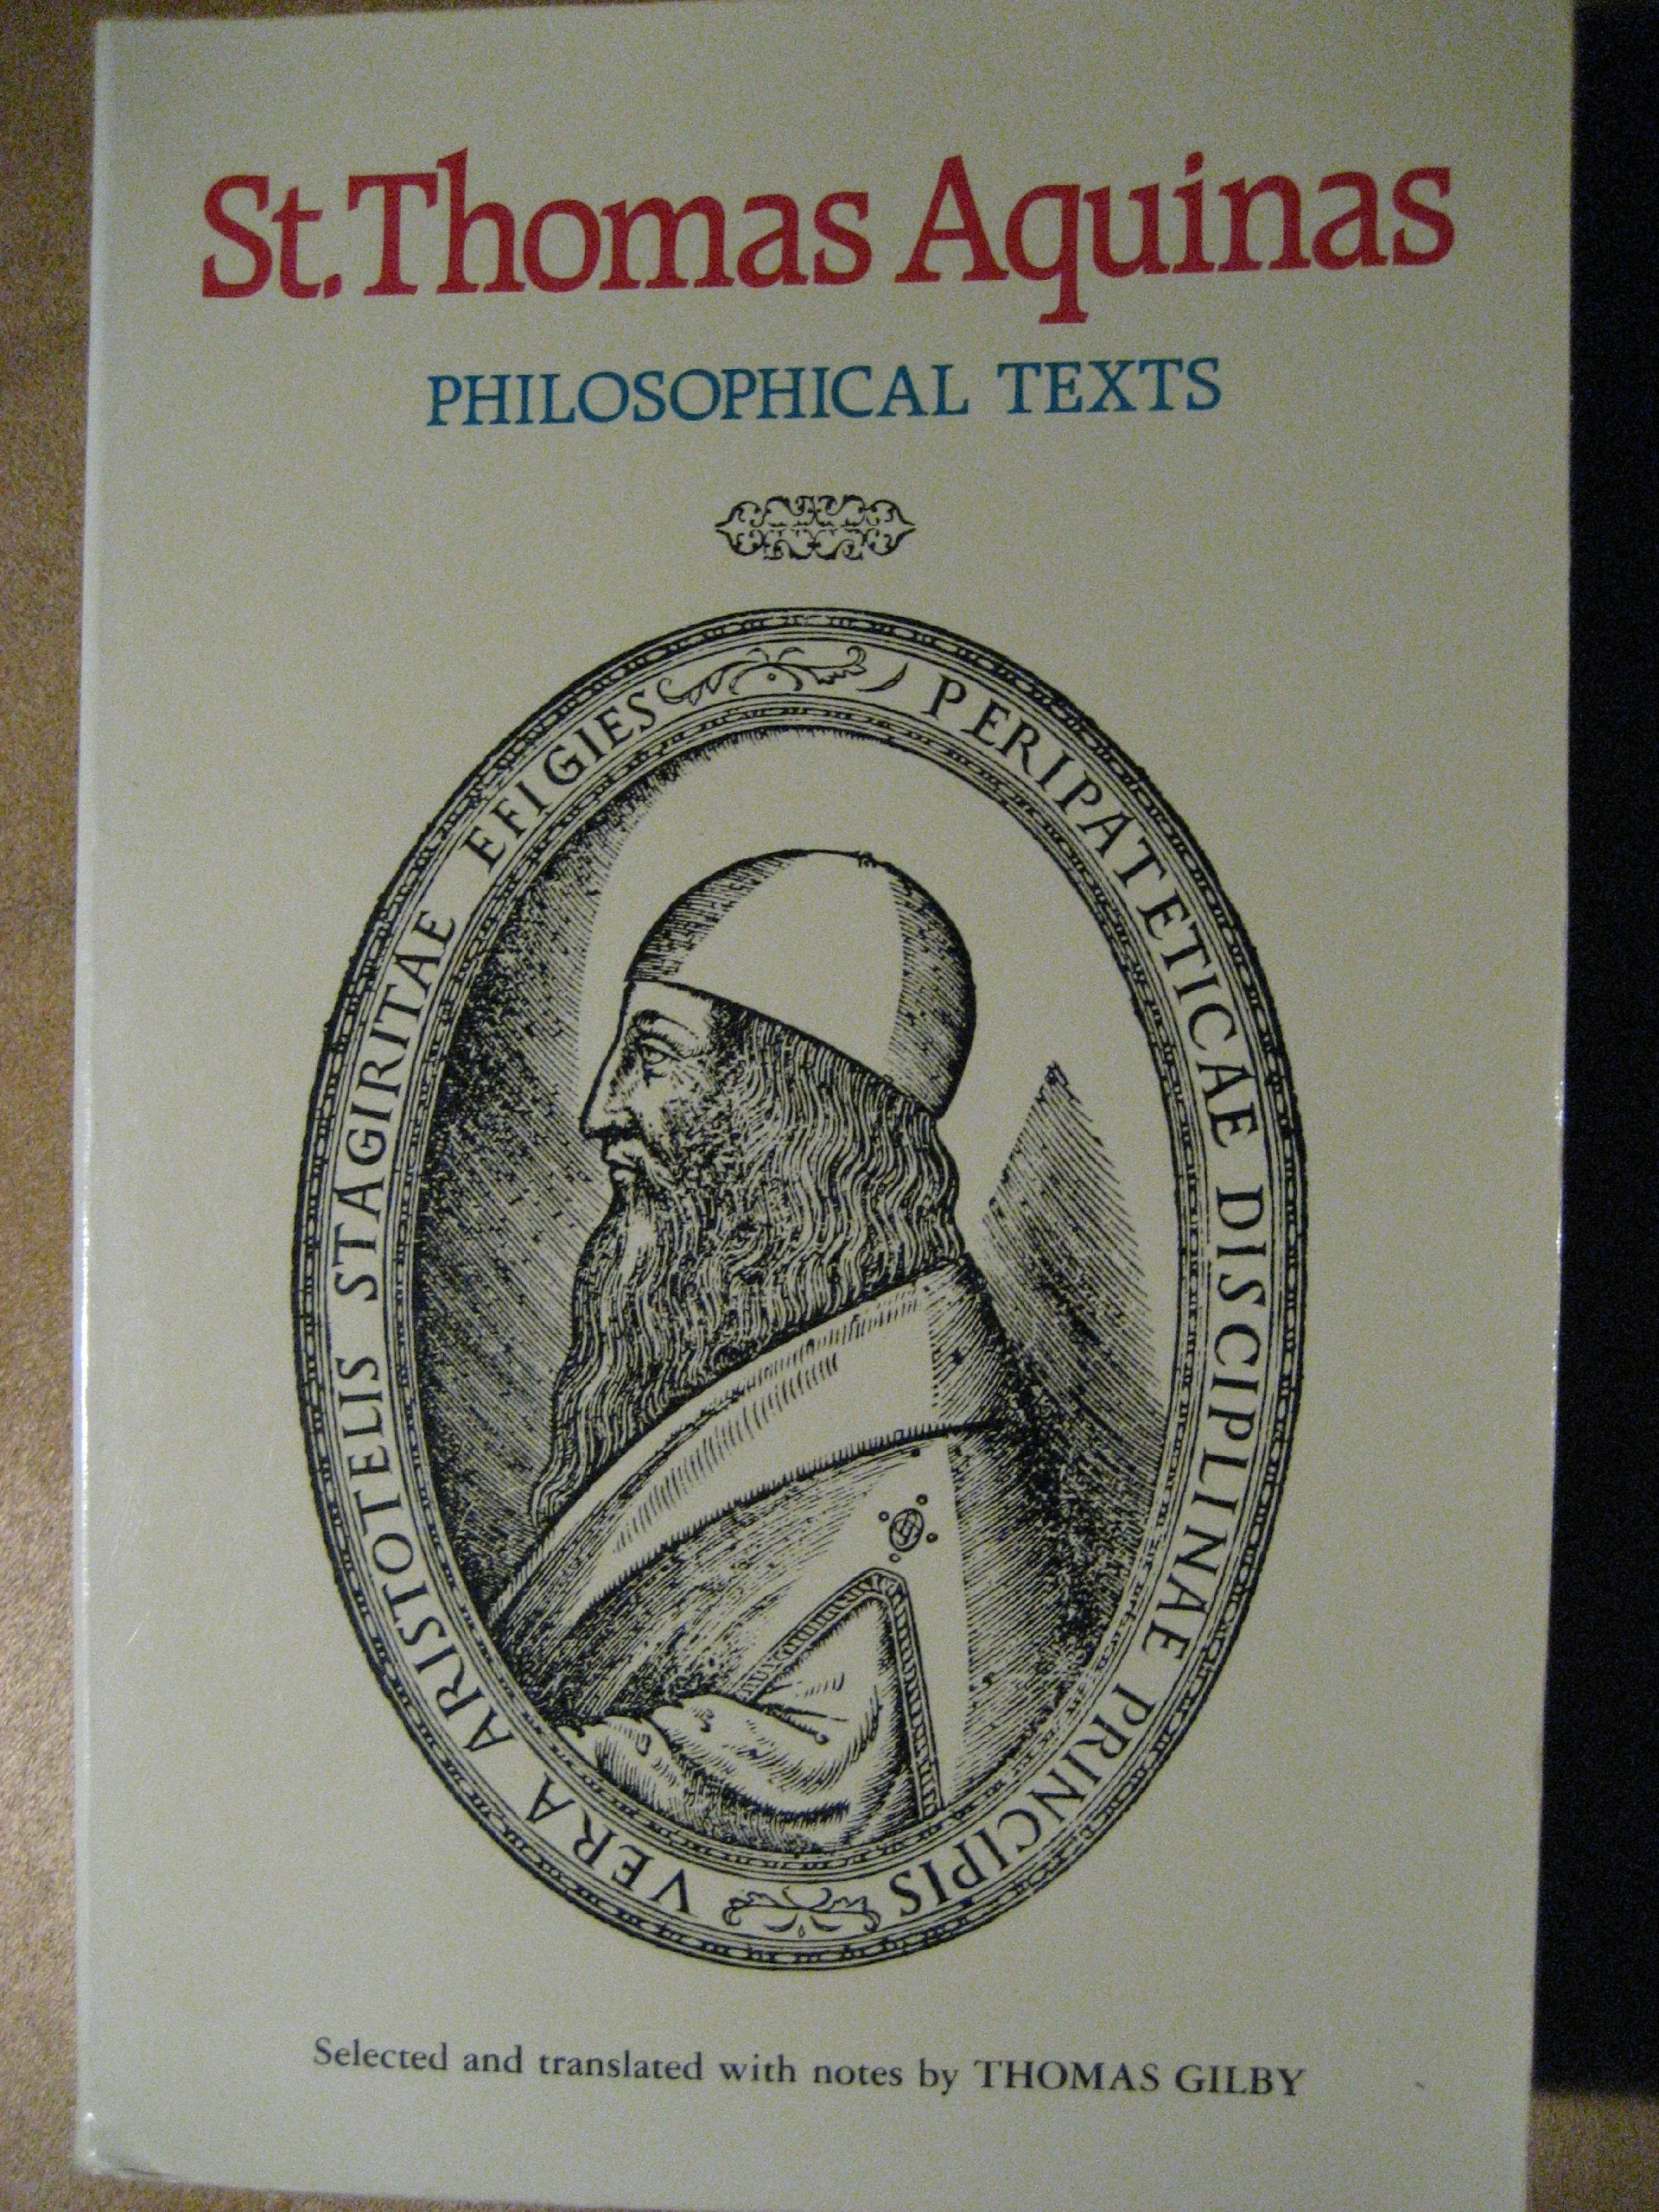 St. Thomas Aquinas
PHILOSOPHICAL TEXTS
VERA ARISTOTELIS STAGIRITAE EFIGIES
PERIPATETICAE DISCIPLINAE PRINCIPIS
Selected and translated with notes by THOMAS GILBY